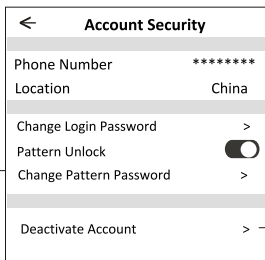 Account Security
Phone Number ********
Location China
Change Login Password >
Pattern Unlock
Change Pattern Password >
Deactivate Account >